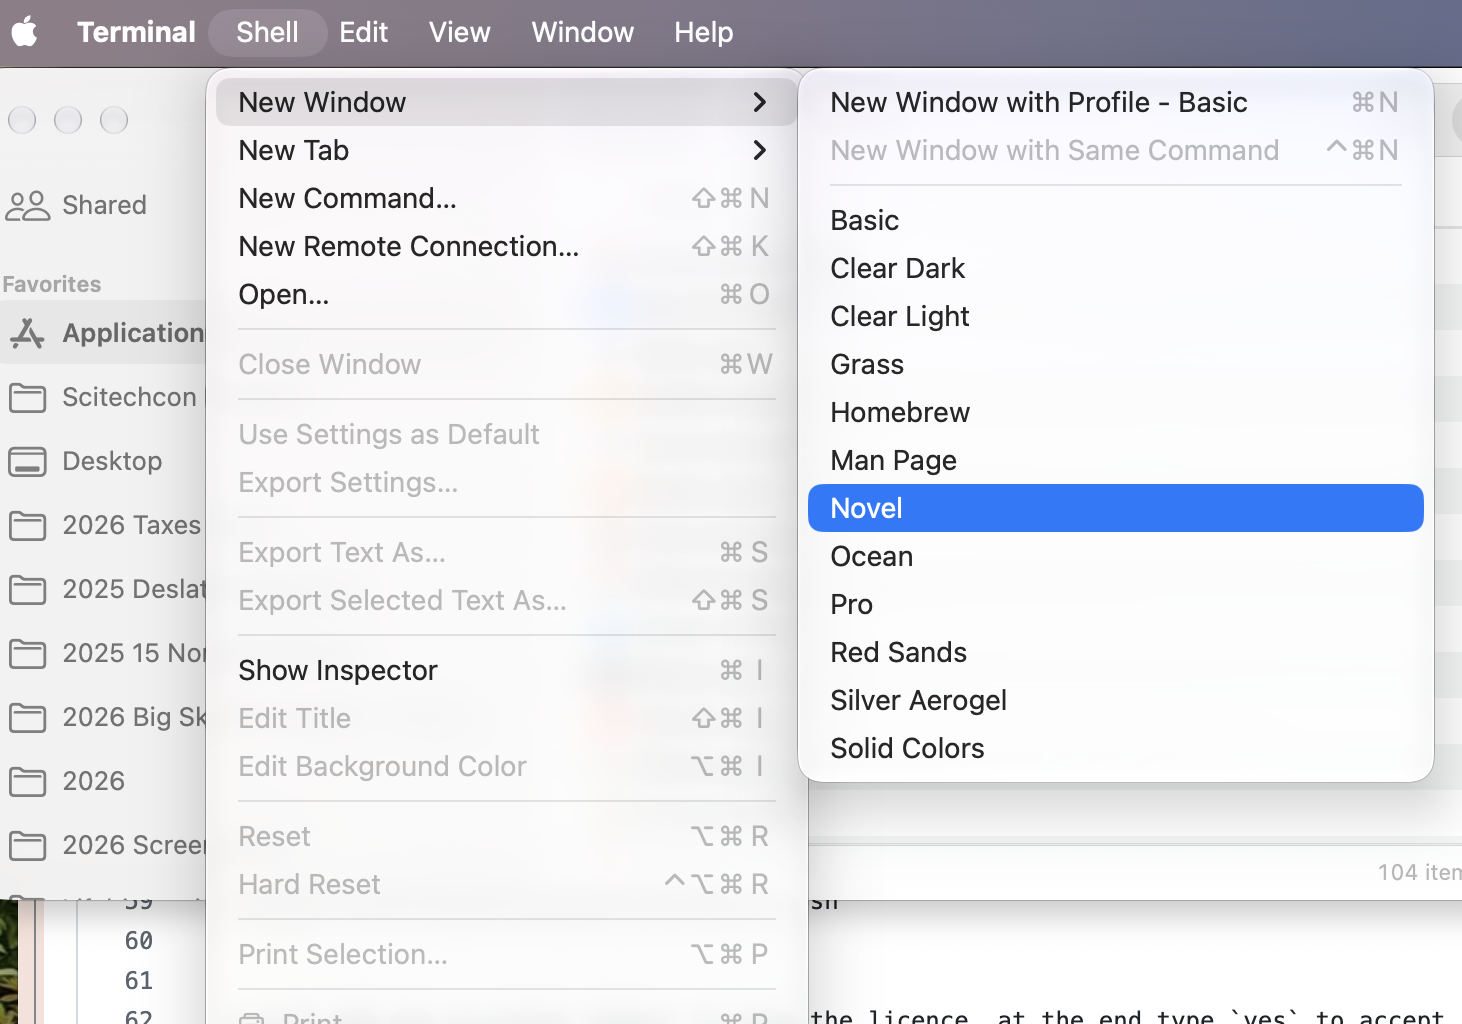 Terminal Shell Edit View Window Help
New Window
New Tab
New Command... ⇧⌘N
New Remote Connection... ⇧⌘K
Open... ⌘O
Close Window ⌘W
Use Settings as Default
Export Settings...
Export Text As... ⌘S
Export Selected Text As... ⇧⌘S
Show Inspector ⌘I
Edit Title ⇧⌘I
Edit Background Color ⌥⌘I
Reset ⌥⌘R
Hard Reset ^⌥⌘R
Print Selection... ⌥⌘P
New Window with Profile - Basic ⌘N
New Window with Same Command ^⌘N
Basic
Clear Dark
Clear Light
Grass
Homebrew
Man Page
Novel
Ocean
Pro
Red Sands
Silver Aerogel
Solid Colors
Shared
Favorites
Application
Scitechcon
Desktop
2026 Taxes
2025 Deslat
2025 15 Nor
2026 Big Sk
2026
2026 Screen
104 item
59
60
61
62
the licence, at the end type `yes` to accept